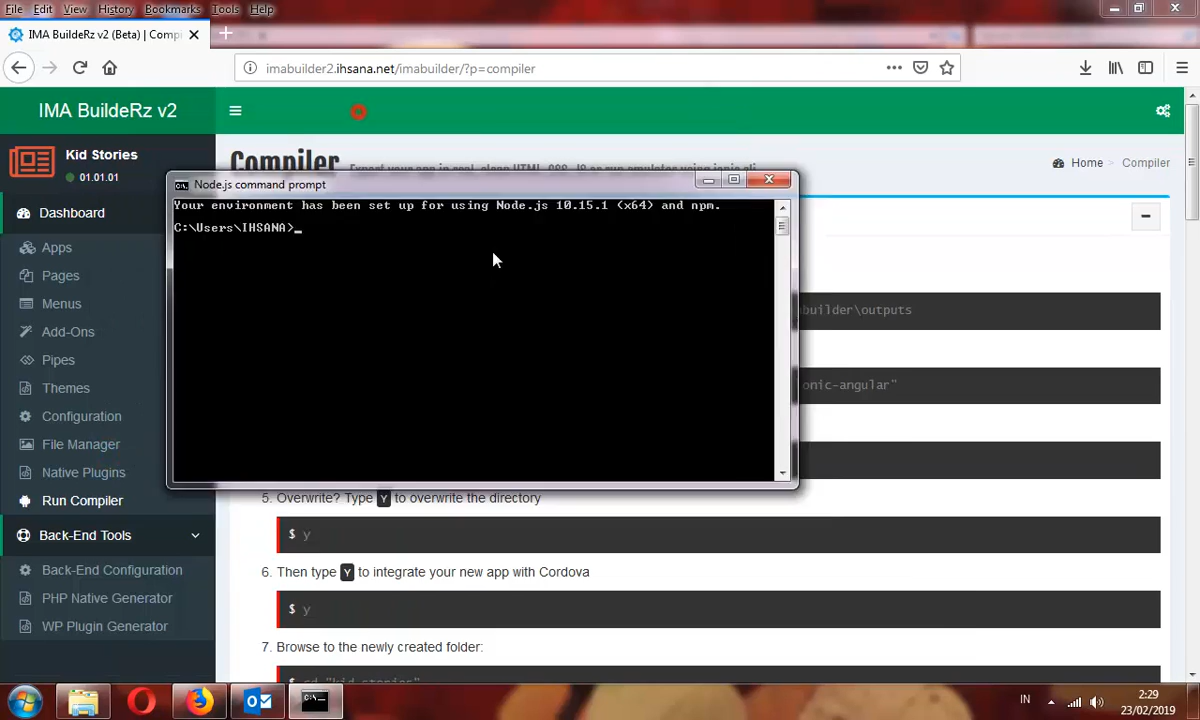 File Edit View History Bookmarks Tools Help
IMA BuildeRz v2 (Beta) | Compi
imabuilder2.ihsana.net/imabuilder/?p=compiler
IMA BuildeRz v2
Kid Stories
01.01.01
Dashboard
Apps
Pages
Menus
Add-Ons
Pipes
Themes
Configuration
File Manager
Native Plugins
Run Compiler
Back-End Tools
Back-End Configuration
PHP Native Generator
WP Plugin Generator
Compiler
Home Compiler
Node.js command prompt
Your environment has been set up for using Node.js 10.15.1 (x64) and npm.
C:\Users\IHSANA>_
builder\outputs
onic-angular"
5. Overwrite? Type Y to overwrite the directory
$ y
6. Then type Y to integrate your new app with Cordova
$ y
7. Browse to the newly created folder:
$ cd "kid-stories"
IN
2:29
23/02/2019